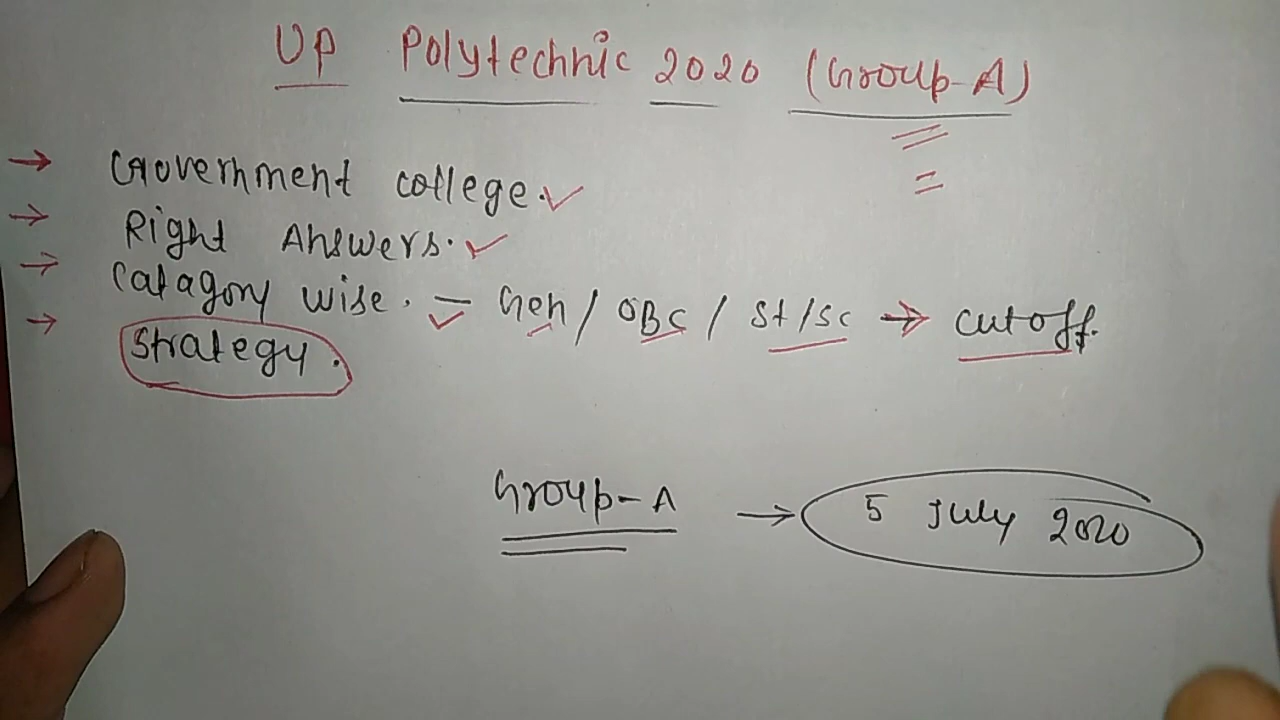 UP Polytechnic 2020 (Group-A)
→ Government college.
→ Right Answers.
→ Catagory wise. - Gen / OBC / St/Sc → cutoff.
→ Strategy.
Group-A → 5 July 2020